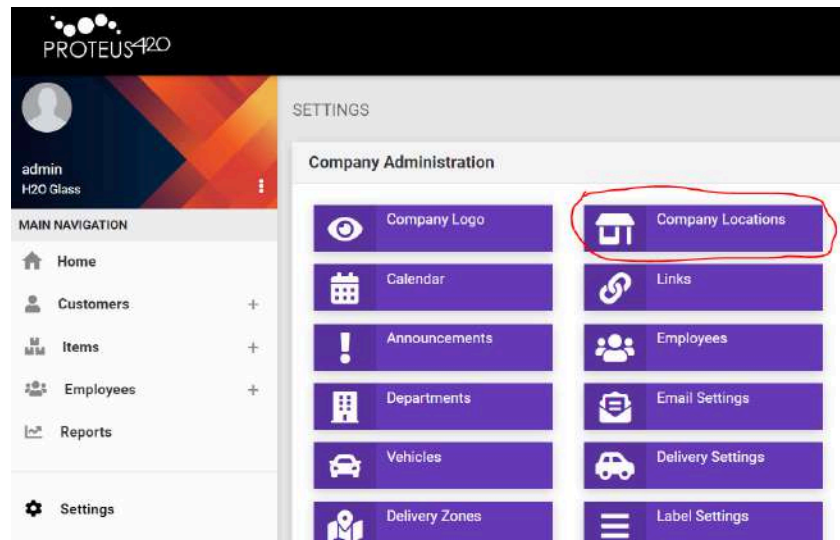 PROTEUS420
SETTINGS
admin
H2O Glass
MAIN NAVIGATION
Home
Customers +
Items +
Employees +
Reports
Settings
Company Administration
Company Logo
Company Locations
Calendar
Links
Announcements
Employees
Departments
Email Settings
Vehicles
Delivery Settings
Delivery Zones
Label Settings